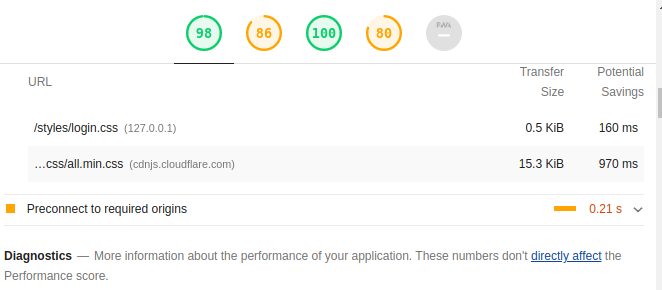 98 86 100 80 PWA
URL Transfer Size Potential Savings
/styles/login.css (127.0.0.1) 0.5 KiB 160 ms
…css/all.min.css (cdnjs.cloudflare.com) 15.3 KiB 970 ms
Preconnect to required origins 0.21 s
Diagnostics — More information about the performance of your application. These numbers don't directly affect the
Performance score.